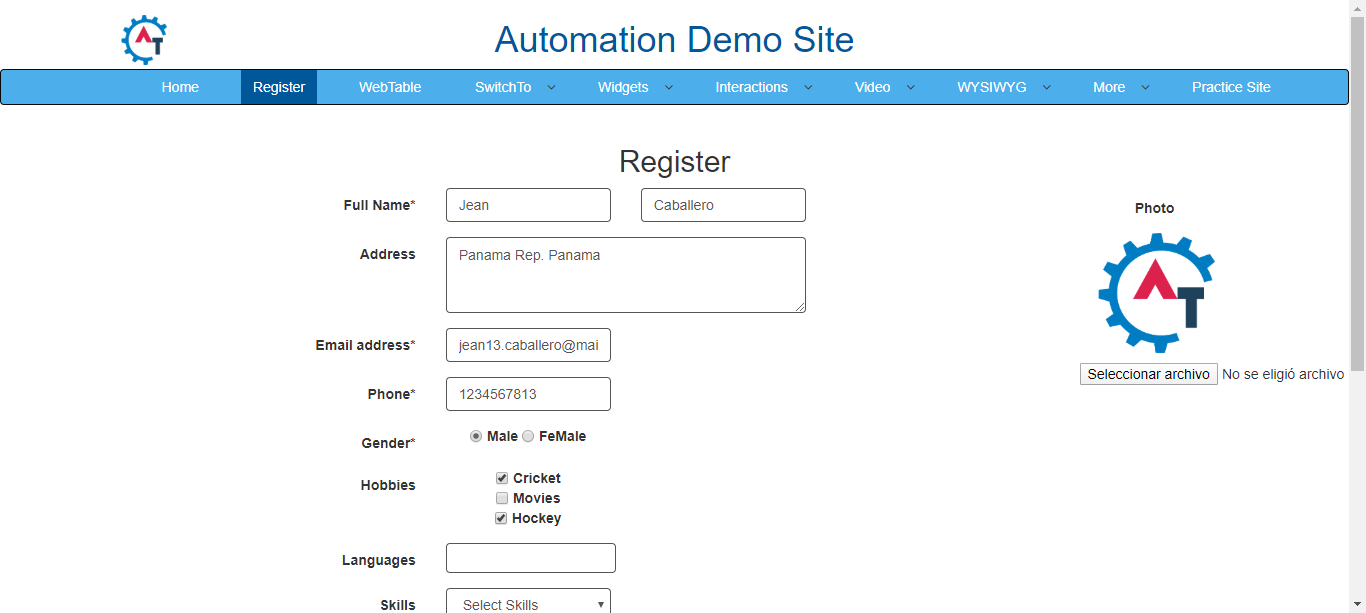 AT
Automation Demo Site
Home Register WebTable SwitchTo Widgets Interactions Video WYSIWYG More Practice Site
Register
Full Name* Jean Caballero
Photo
Address Panama Rep. Panama
AT
Email address* jean13.caballero@mai
Seleccionar archivo No se eligió archivo
Phone* 1234567813
Gender* Male FeMale
Hobbies Cricket
Movies
Hockey
Languages
Skills Select Skills